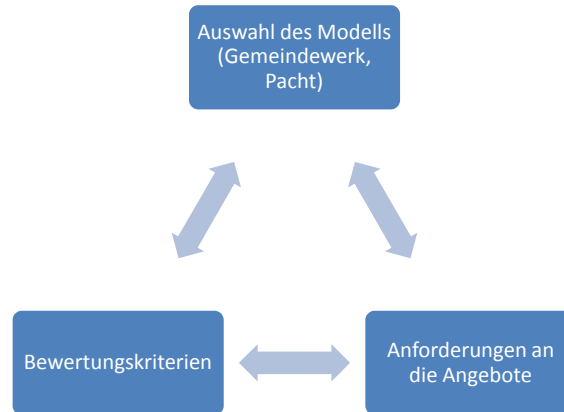 Auswahl des Modells
(Gemeindewerk,
Pacht)
Bewertungskriterien
Anforderungen an
die Angebote